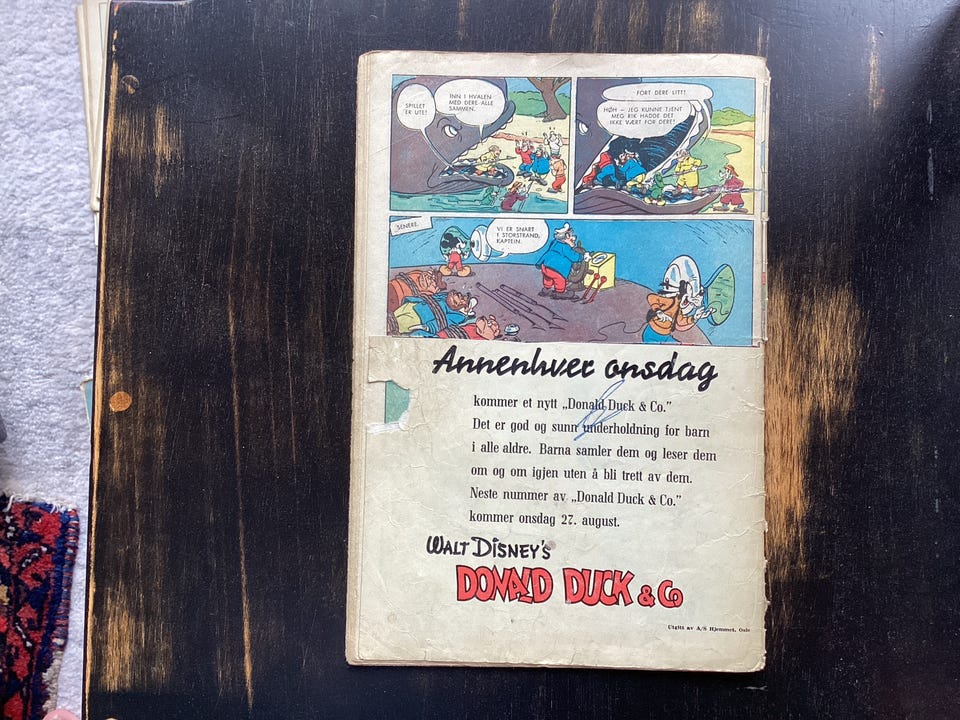 SPILLET
ER UTE!
INN I HVALEN
MED DERE ALLE
SAMMEN.
FORT DERE LITT!
HØH – JEG KUNNE TJENT
MEG RIK HADDE DET
IKKE VÆRT FOR DERE!
SENERE.
VI ER SNART
I STORSTRAND,
KAPTEIN.
Annenhver onsdag
kommer et nytt „Donald Duck & Co.”
Det er god og sunn underholdning for barn
i alle aldre. Barna samler dem og leser dem
om og om igjen uten å bli trett av dem.
Neste nummer av „Donald Duck & Co.”
kommer onsdag 27. august.
WALT DISNEY'S
DONALD DUCK & Co
Utgitt av A/S Hjemmet, Oslo